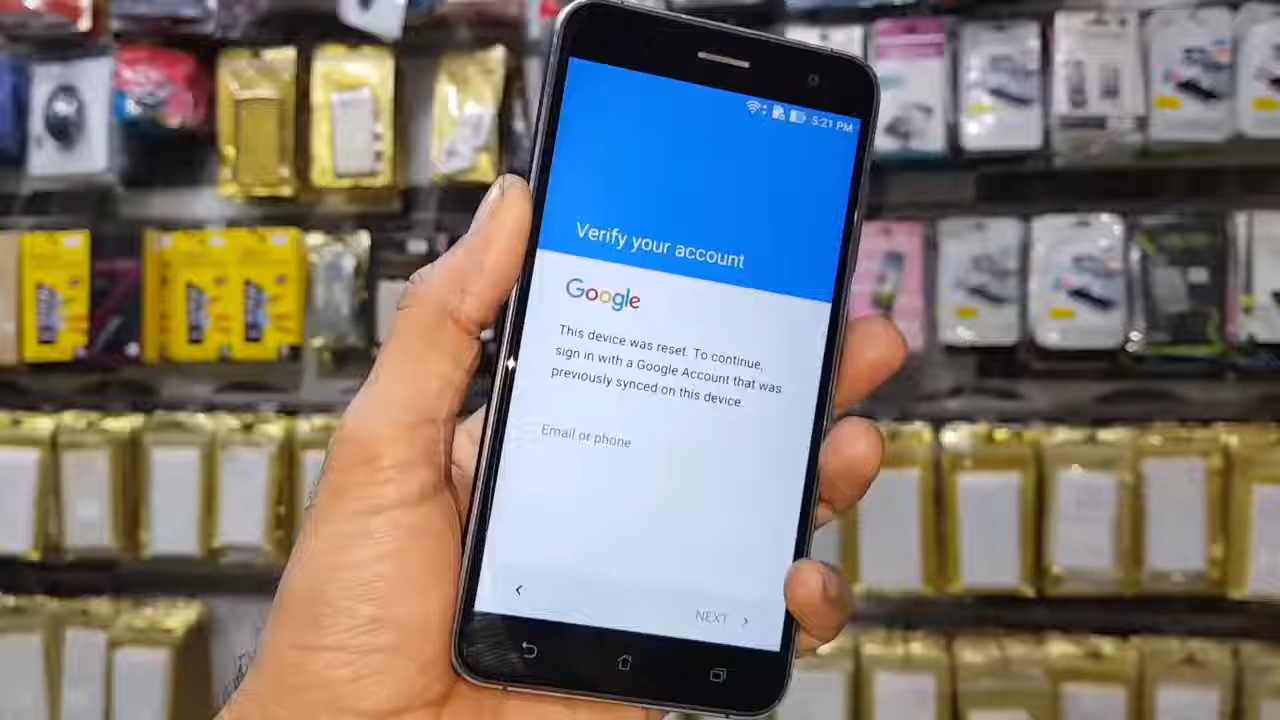 5:21 PM
Verify your account
Google
This device was reset. To continue,
sign in with a Google Account that was
previously synced on this device.
Email or phone
NEXT